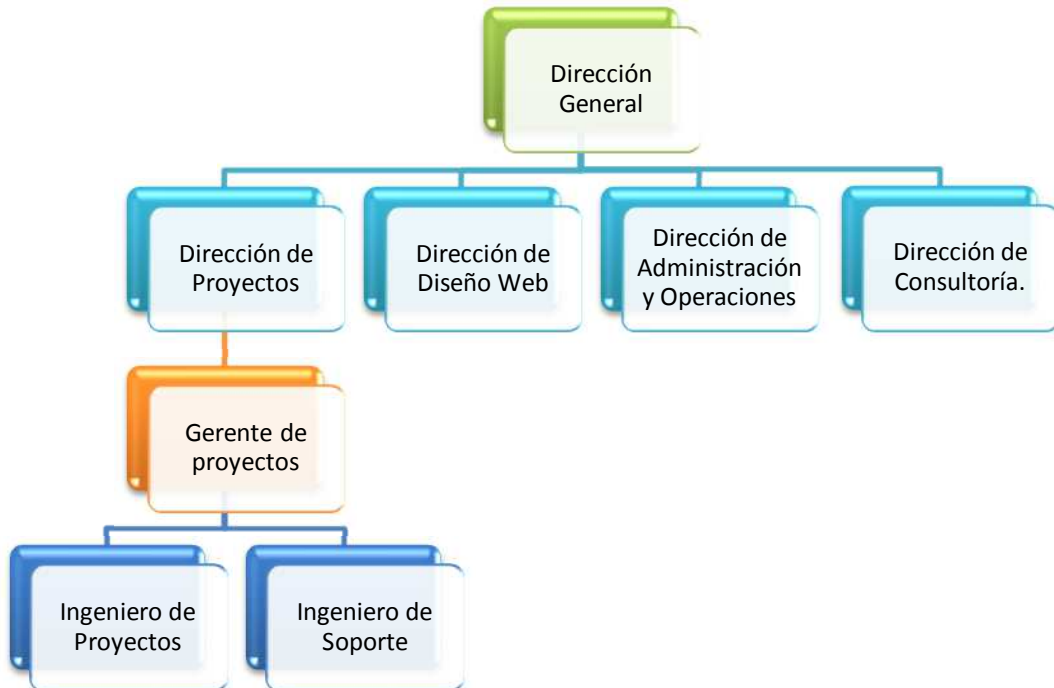 Dirección
General
Dirección de
Proyectos
Dirección de
Diseño Web
Dirección de
Administración
y Operaciones
Dirección de
Consultoría.
Gerente de
proyectos
Ingeniero de
Proyectos
Ingeniero de
Soporte